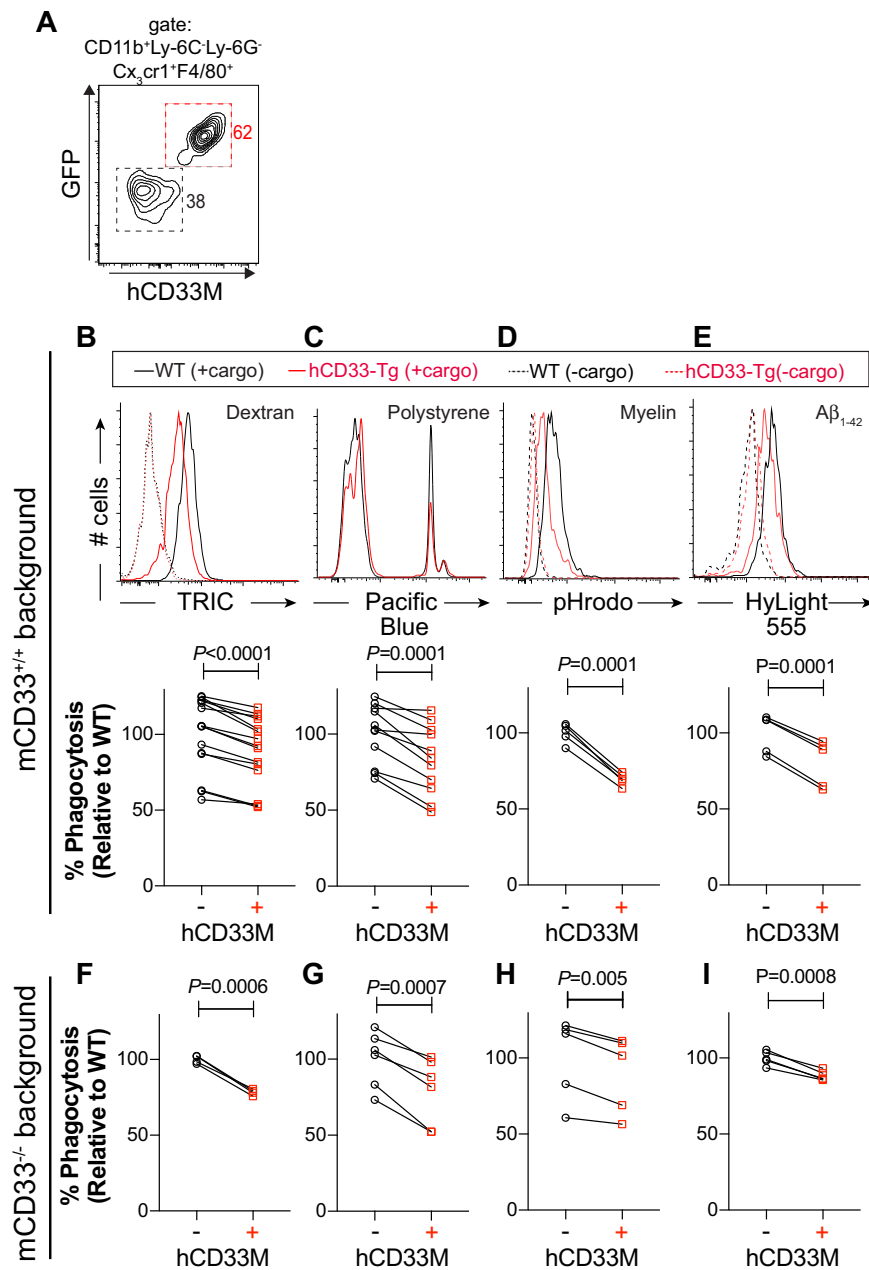 A
gate:
CD11b⁺Ly-6C⁻Ly-6G⁻
Cx₃cr1⁺F4/80⁺
62
38
GFP
hCD33M
B C D E
WT (+cargo) hCD33-Tg (+cargo) WT (-cargo) hCD33-Tg(-cargo)
Dextran Polystyrene Myelin Aβ₁₋₄₂
# cells
TRIC Pacific Blue pHrodo HyLight 555
mCD33⁺/⁺ background
P<0.0001 P=0.0001 P=0.0001 P=0.0001
% Phagocytosis
(Relative to WT)
100 100 100 100
50 50 50 50
0 0 0 0
- + - + - + - +
hCD33M hCD33M hCD33M hCD33M
F G H I
mCD33⁻/⁻ background
P=0.0006 P=0.0007 P=0.005 P=0.0008
% Phagocytosis
(Relative to WT)
100 100 100 100
50 50 50 50
0 0 0 0
- + - + - + - +
hCD33M hCD33M hCD33M hCD33M